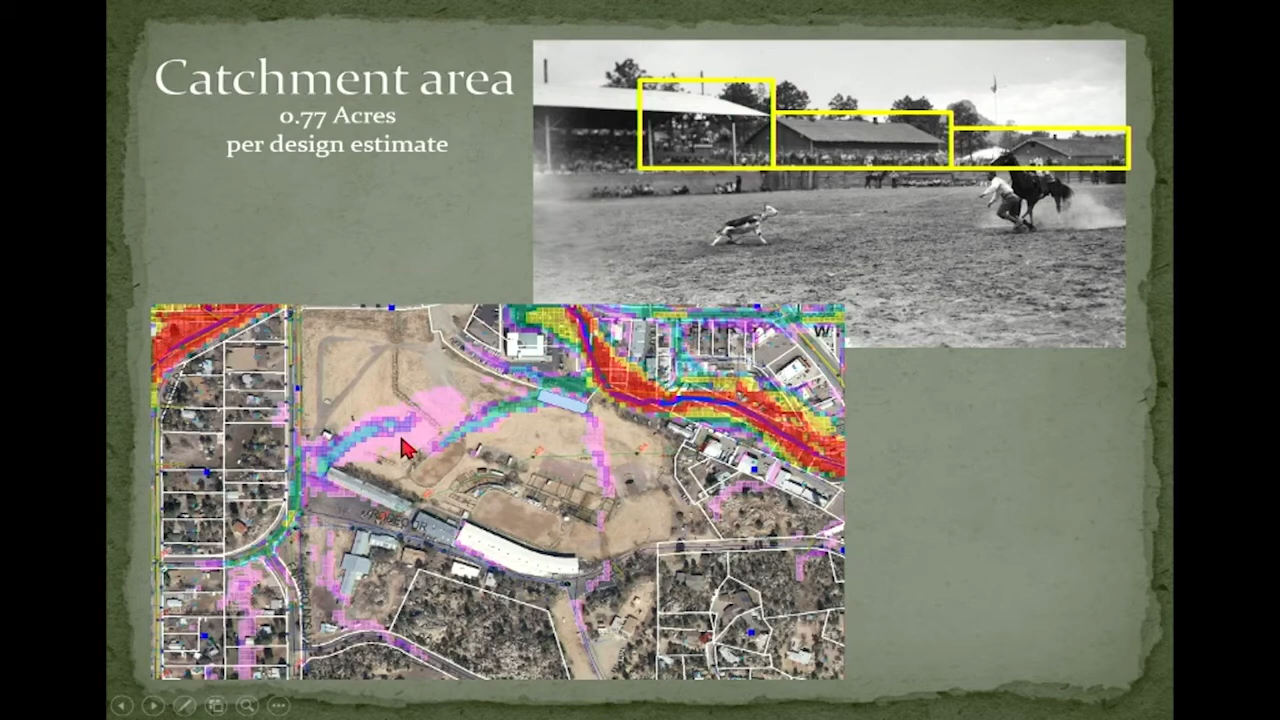 Catchment area
0.77 Acres
per design estimate
W